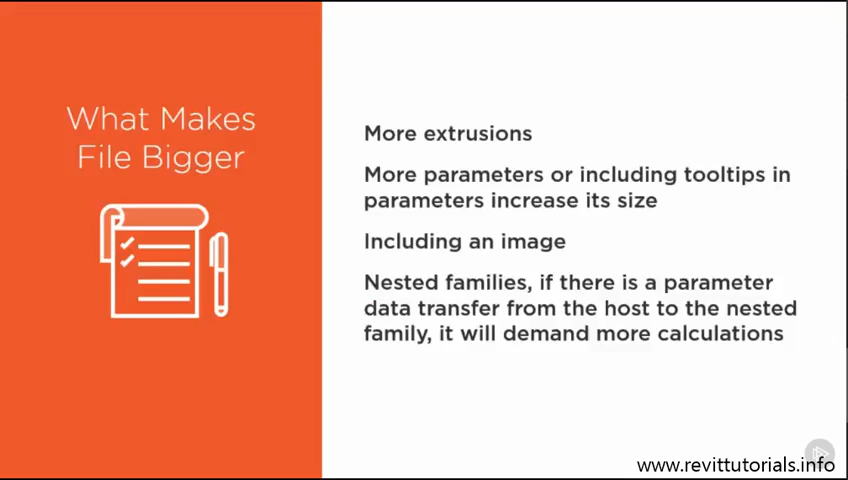 What Makes
File Bigger
More extrusions
More parameters or including tooltips in
parameters increase its size
Including an image
Nested families, if there is a parameter
data transfer from the host to the nested
family, it will demand more calculations
www.revittutorials.info